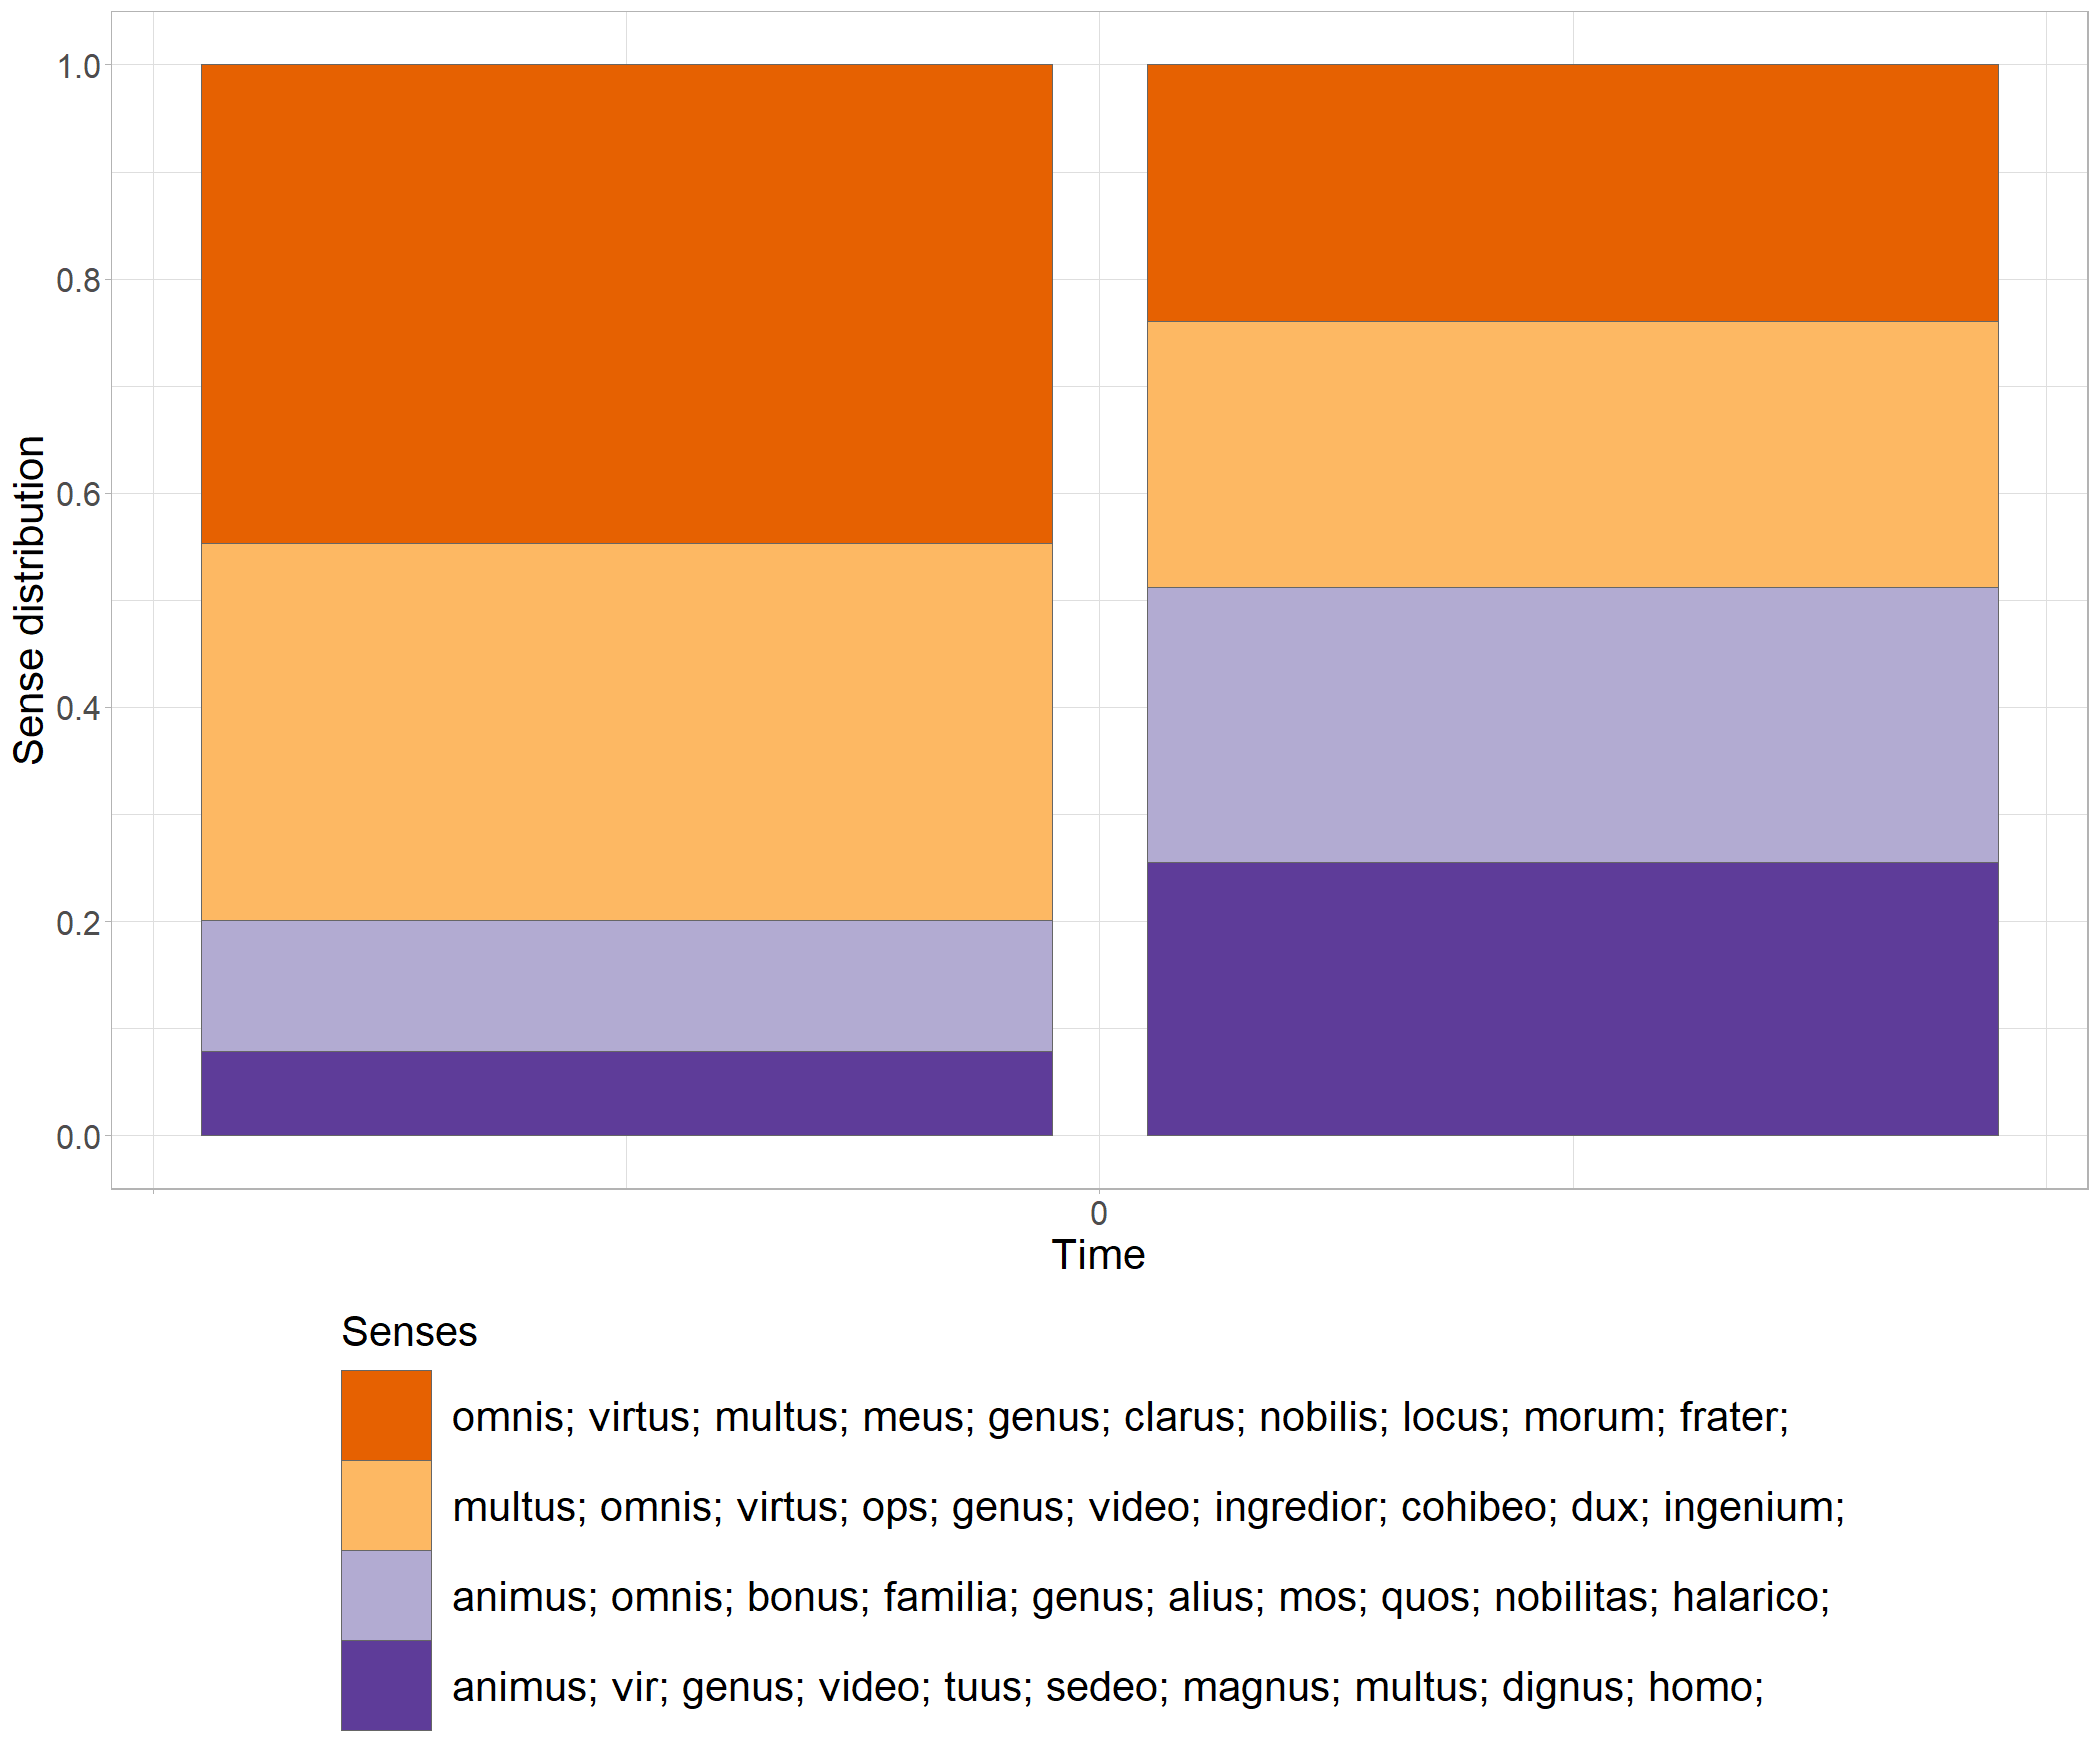 1.0
0.8
0.6
0.4
0.2
0.0
Sense distribution
0
Time
Senses
omnis; virtus; multus; meus; genus; clarus; nobilis; locus; morum; frater;
multus; omnis; virtus; ops; genus; video; ingredior; cohibeo; dux; ingenium;
animus; omnis; bonus; familia; genus; alius; mos; quos; nobilitas; halarico;
animus; vir; genus; video; tuus; sedeo; magnus; multus; dignus; homo;